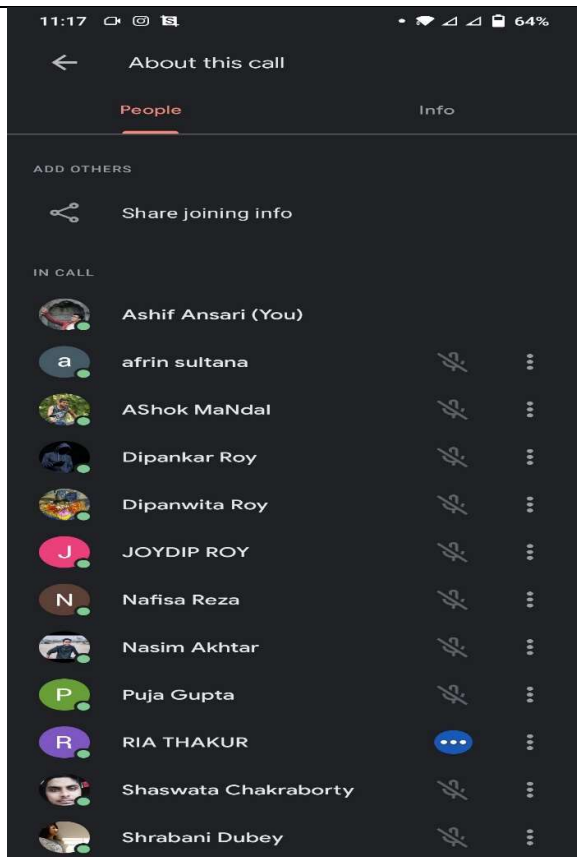 11:17 64%
About this call
People Info
ADD OTHERS
Share joining info
IN CALL
Ashif Ansari (You)
a afrin sultana
AShok MaNdal
Dipankar Roy
Dipanwita Roy
J JOYDIP ROY
N Nafisa Reza
Nasim Akhtar
P Puja Gupta
R RIA THAKUR
Shaswata Chakraborty
Shrabani Dubey